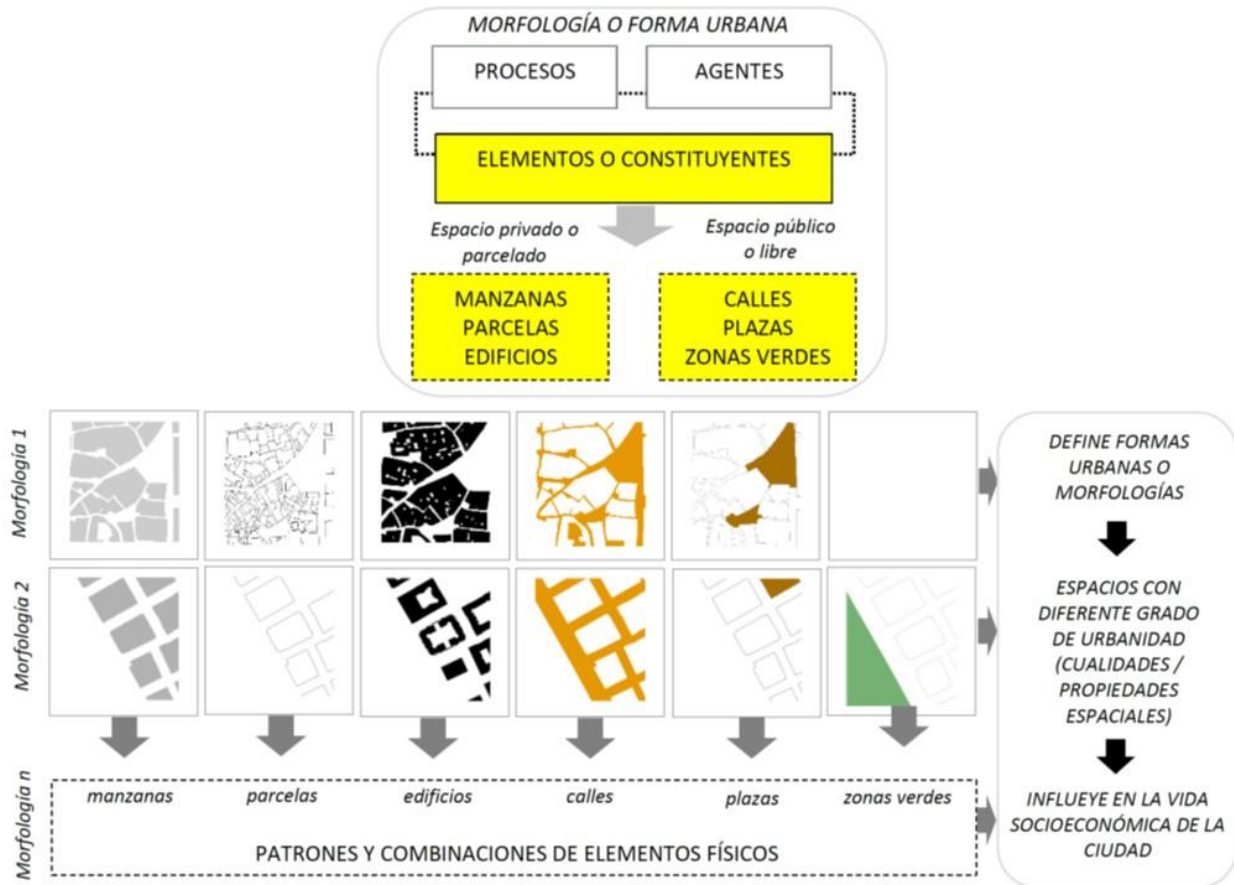 MORFOLOGÍA O FORMA URBANA
PROCESOS
AGENTES
ELEMENTOS O CONSTITUYENTES
Espacio privado o
parcelado
Espacio público
o libre
MANZANAS
PARCELAS
EDIFICIOS
CALLES
PLAZAS
ZONAS VERDES
Morfología 1
Morfología 2
Morfología n
manzanas
parcelas
edificios
calles
plazas
zonas verdes
PATRONES Y COMBINACIONES DE ELEMENTOS FÍSICOS
DEFINE FORMAS
URBANAS O
MORFOLOGÍAS
ESPACIOS CON
DIFERENTE GRADO
DE URBANIDAD
(CUALIDADES /
PROPIEDADES
ESPACIALES)
INFLUEYE EN LA VIDA
SOCIOECONÓMICA DE LA
CIUDAD